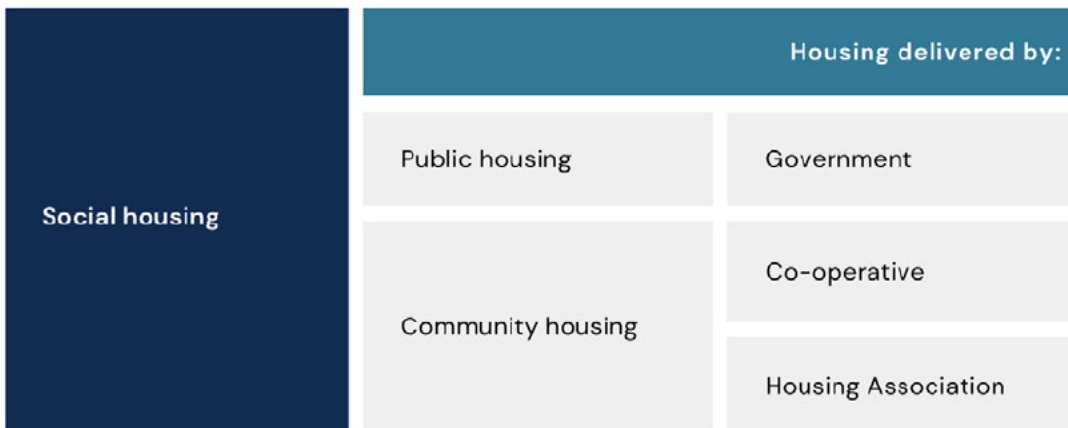 Housing delivered by:
Public housing
Government
Social housing
Co-operative
Community housing
Housing Association